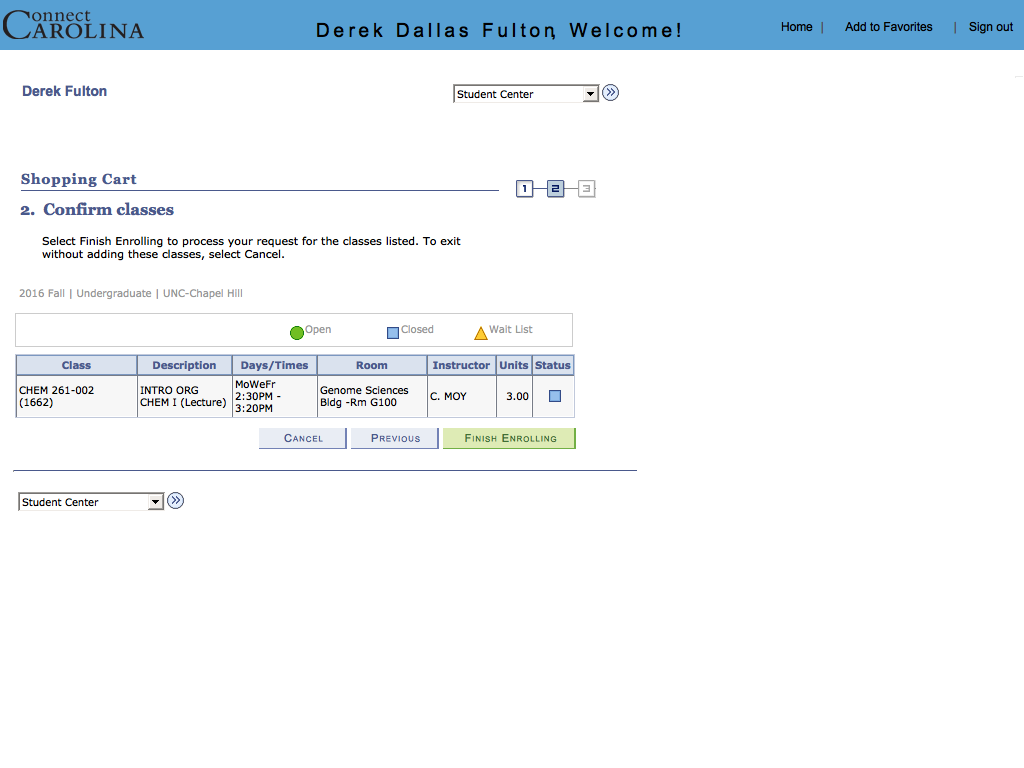 Connect CAROLINA
Derek Dallas Fulton, Welcome!
Home | Add to Favorites | Sign out
Derek Fulton
Student Center
Shopping Cart
1 2 3
2. Confirm classes
Select Finish Enrolling to process your request for the classes listed. To exit
without adding these classes, select Cancel.
2016 Fall | Undergraduate | UNC-Chapel Hill
Open Closed Wait List
Class Description Days/Times Room Instructor Units Status
CHEM 261-002
(1662)
INTRO ORG
CHEM I (Lecture)
MoWeFr
2:30PM -
3:20PM
Genome Sciences
Bldg -Rm G100
C. MOY
3.00
CANCEL PREVIOUS FINISH ENROLLING
Student Center